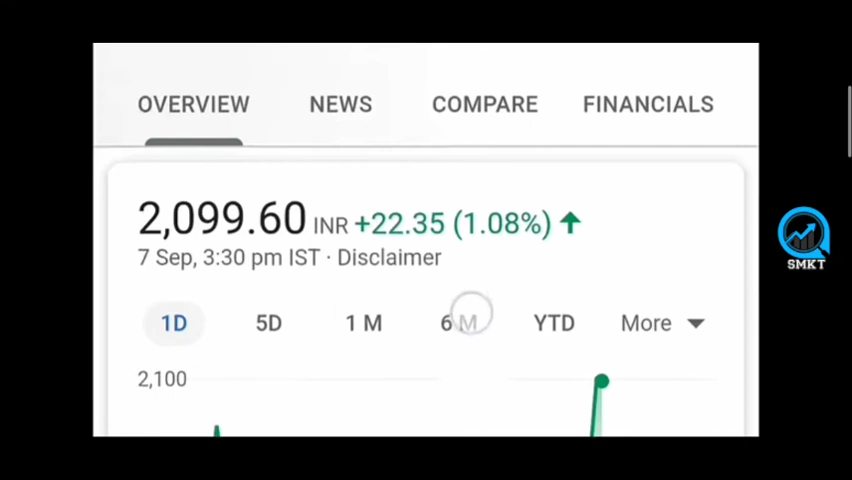 OVERVIEW NEWS COMPARE FINANCIALS
2,099.60 INR +22.35 (1.08%) ↑
7 Sep, 3:30 pm IST · Disclaimer
1D 5D 1 M 6 M YTD More
2,100
SMKT